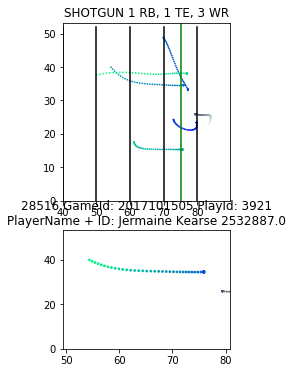 SHOTGUN 1 RB, 1 TE, 3 WR
50
40
30
20
10
0
40 50 60 70 80
28516 GameId: 2017101505 PlayId: 3921
PlayerName + ID: Jermaine Kearse 2532887.0
40
20
0
50 60 70 80